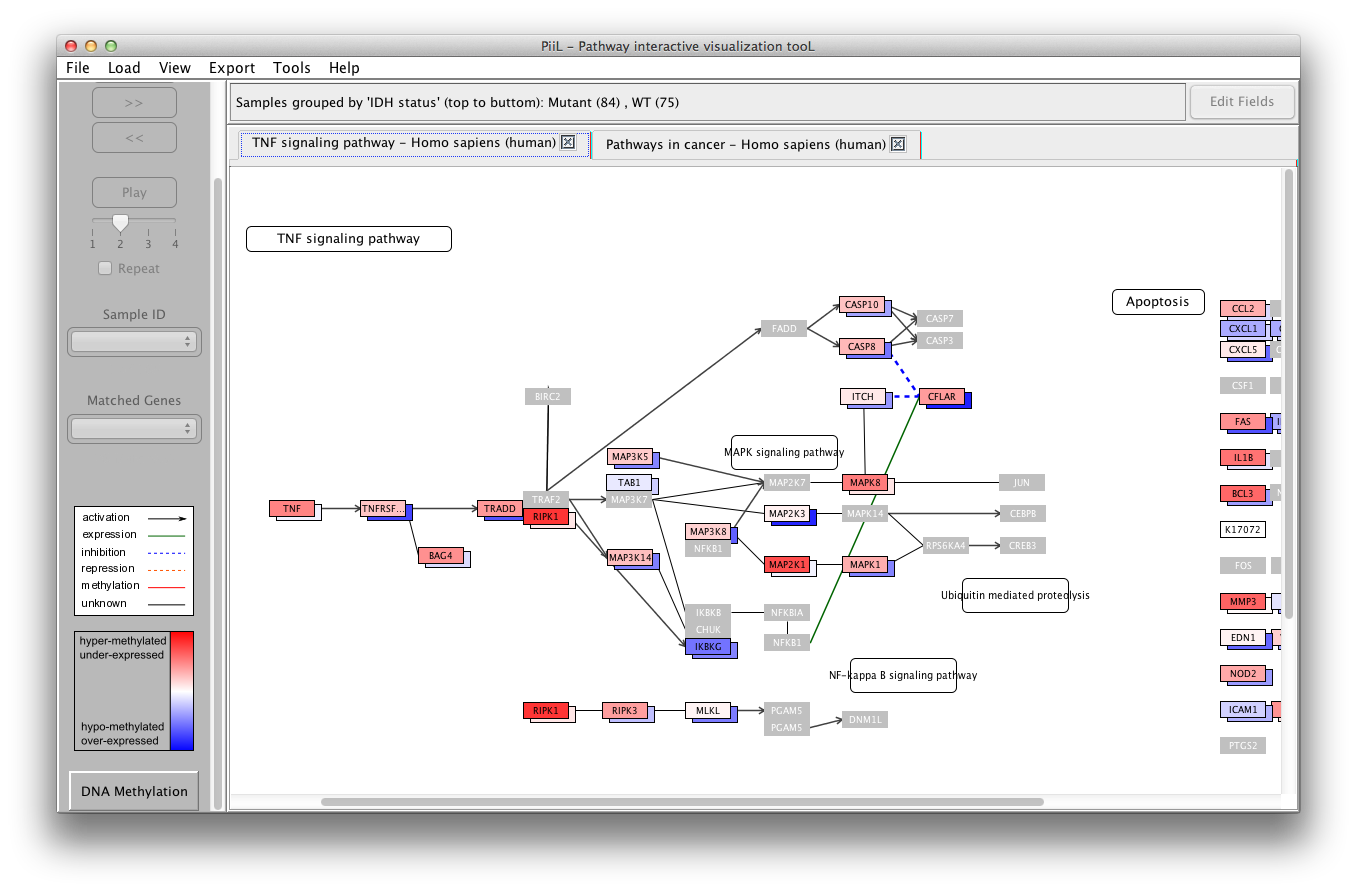 PiiL – Pathway interactive visualization tooL
File Load View Export Tools Help
>>
<<
Play
1 2 3 4
Repeat
Sample ID
Matched Genes
activation
expression
inhibition
repression
methylation
unknown
hyper-methylated
under-expressed
hypo-methylated
over-expressed
DNA Methylation
Samples grouped by 'IDH status' (top to buttom): Mutant (84) , WT (75)
Edit Fields
TNF signaling pathway – Homo sapiens (human)
Pathways in cancer – Homo sapiens (human)
TNF signaling pathway
Apoptosis
CASP10
FADD
CASP7
CASP8
CASP3
BIRC2
ITCH
CFLAR
MAPK signaling pathway
MAP3K5
TAB1
MAP2K7
MAPK8
JUN
TRAF2
MAP3K7
TNF
TNFRSF...
TRADD
RIPK1
MAP2K3
MAPK14
CEBPB
MAP3K8
NFKB1
RPS6KA4
CREB3
BAG4
MAP3K14
MAP2K1
MAPK1
Ubiquitin mediated proteolysis
IKBKB
NFKBIA
CHUK
IKBKG
NFKB1
NF-kappa B signaling pathway
RIPK1
RIPK3
MLKL
PGAM5
PGAM5
DNM1L
CCL2
CXCL1
CXCL5
CSF1
FAS
IL1B
BCL3
K17072
FOS
MMP3
EDN1
NOD2
ICAM1
PTGS2